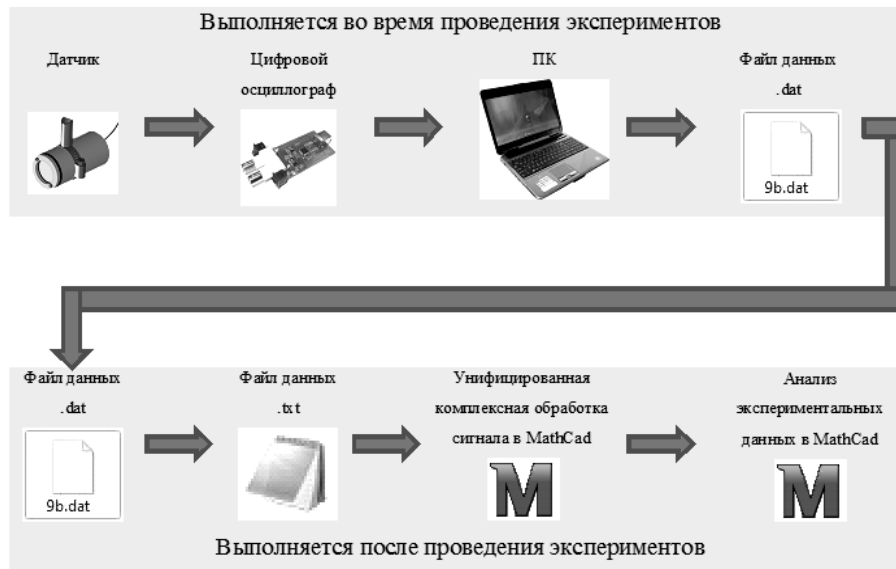 Выполняется во время проведения экспериментов
Датчик
Цифровой
осциллограф
ПК
Файл данных
.dat
9b.dat
Файл данных
.dat
9b.dat
Файл данных
.txt
Унифицированная
комплексная обработка
сигнала в MathCad
M
Анализ
экспериментальных
данных в MathCad
M
Выполняется после проведения экспериментов